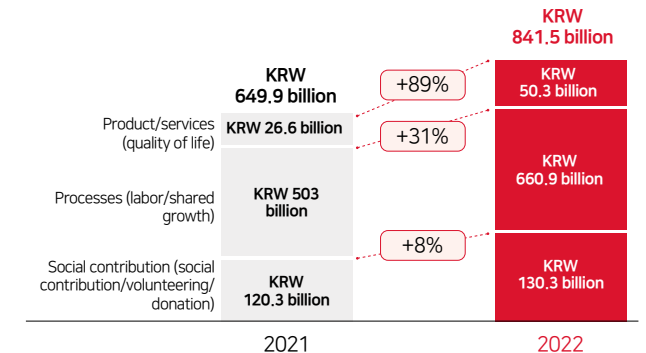 KRW
841.5 billion
KRW
649.9 billion
+89%
KRW
50.3 billion
Product/services
(quality of life)
KRW 26.6 billion
+31%
Processes (labor/shared
growth)
KRW 503
billion
KRW
660.9 billion
+8%
Social contribution (social
contribution/volunteering/
donation)
KRW
120.3 billion
KRW
130.3 billion
2021
2022